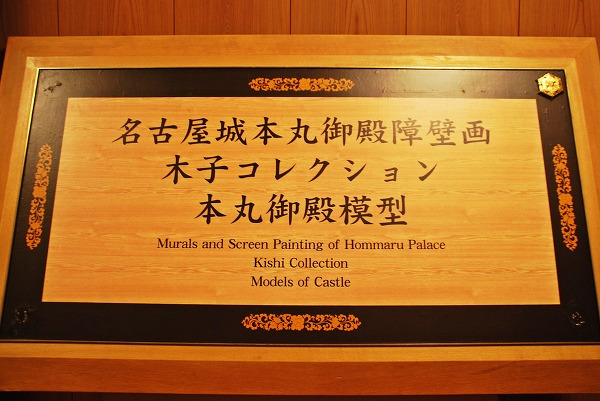 名古屋城本丸御殿障壁画
木子コレクション
本丸御殿模型
Murals and Screen Painting of Hommaru Palace
Kishi Collection
Models of Castle